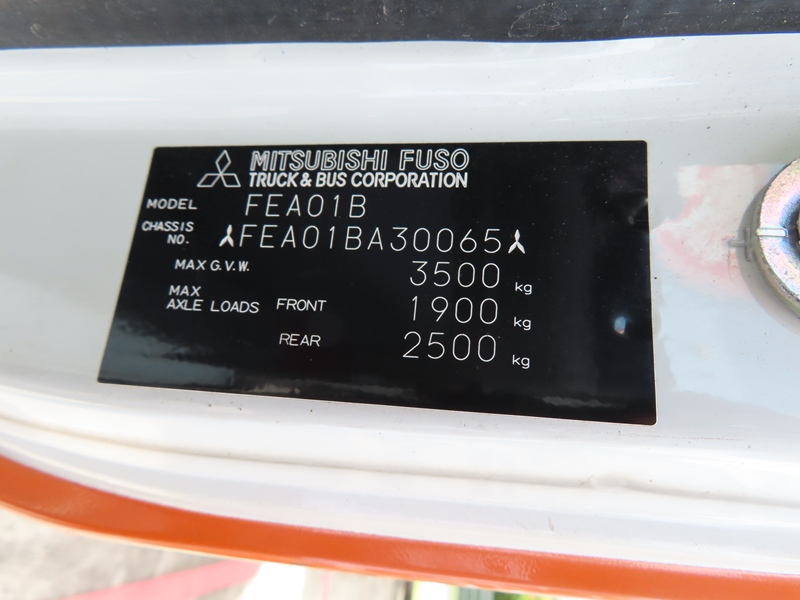 MITSUBISHI FUSO
TRUCK & BUS CORPORATION
MODEL FEA01B
CHASSIS NO. FEA01BA30065
MAX G.V.W. 3500 kg
MAX AXLE LOADS FRONT 1900 kg
REAR 2500 kg